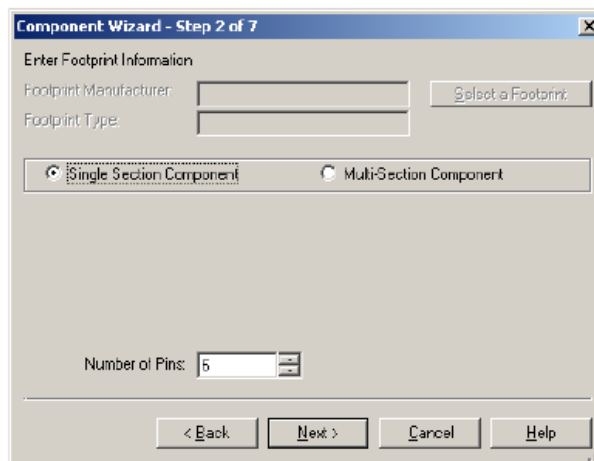 Component Wizard - Step 2 of 7
Enter Footprint Information
Footprint Manufacturer:
Select a Footprint
Footprint Type:
Single Section Component Multi-Section Component
Number of Pins: 6
< Back Next > Cancel Help